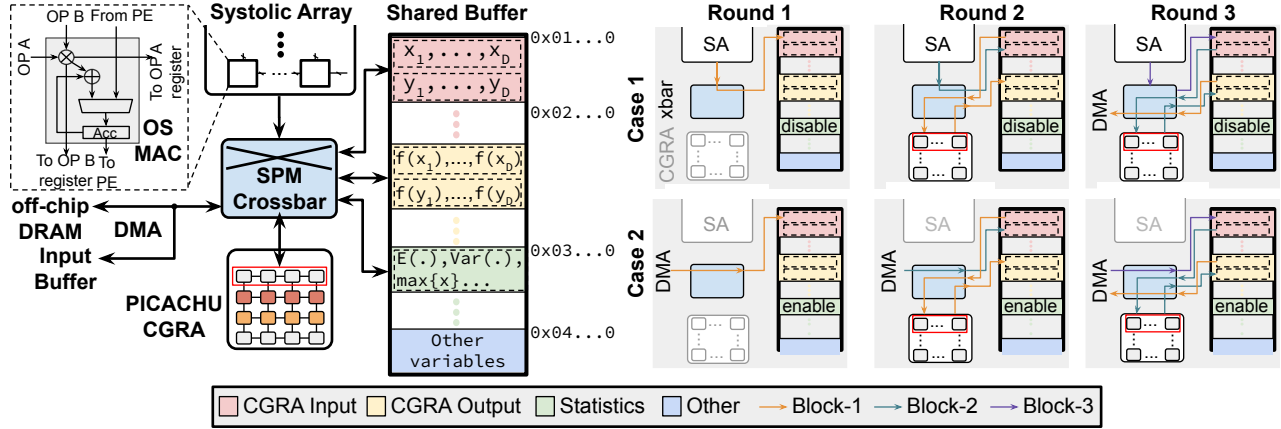 OP B From PE
OP A
To OPA
register
Acc
OS
MAC
To OP B To
register PE
Systolic Array
Shared Buffer
x1,...,xD
y1,...,yD
f(x1),...,f(xD)
f(y1),...,f(yD)
E(.),Var(.),
max{x}...
Other
variables
0x01...0
0x02...0
0x03...0
0x04...0
SPM
Crossbar
off-chip
DRAM
DMA
Input
Buffer
PICACHU
CGRA
Round 1
Round 2
Round 3
Case 1
CGRA xbar
SA
disable
SA
disable
DMA
SA
disable
Case 2
DMA
SA
enable
DMA
SA
enable
DMA
SA
enable
CGRA Input
CGRA Output
Statistics
Other
Block-1
Block-2
Block-3